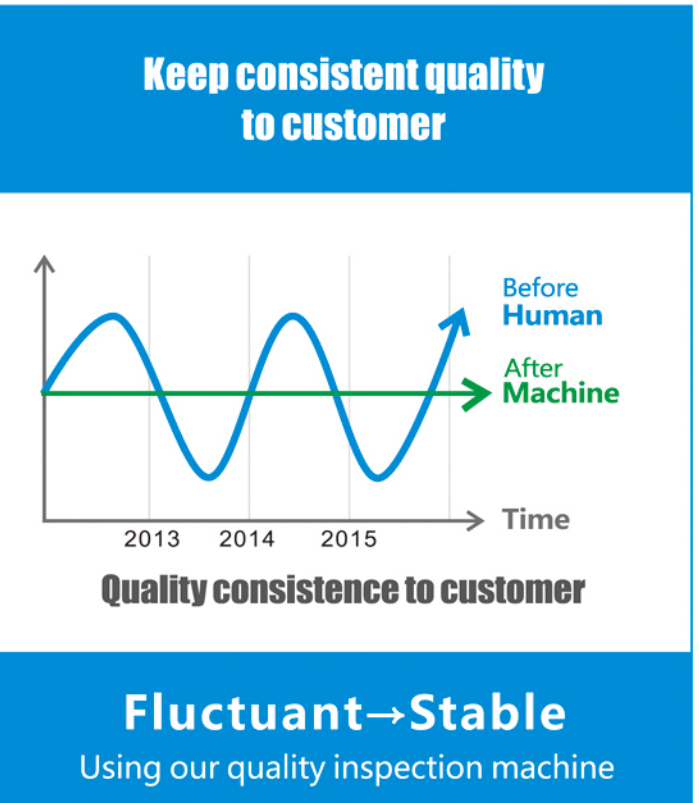 Keep consistent quality
to customer
Before
Human
After
Machine
Time
2013 2014 2015
Quality consistence to customer
Fluctuant→Stable
Using our quality inspection machine